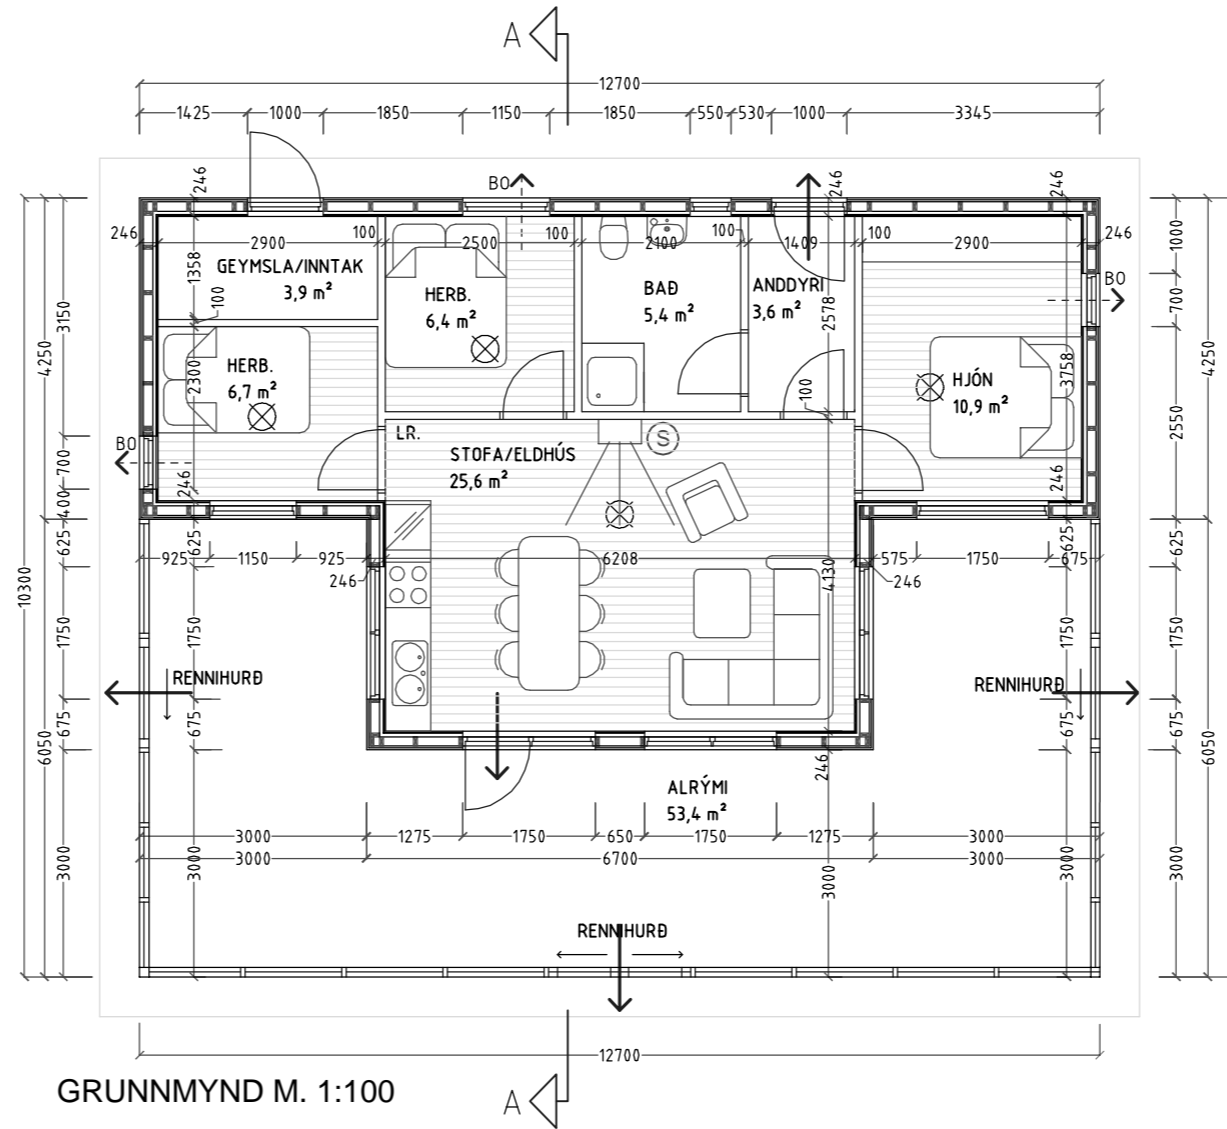 A
12700
1425 1000 1850 1150 1850 550 530 1000 3345
246 BO 246 246
246 2900 100 2500 100 2100 100 1409 100 2900 246
1358 GEYMSLA/INNTAK
3,9 m²
100
HERB.
6,4 m²
BAÐ
5,4 m²
ANDDYRI
3,6 m²
2578
BO
HERB.
6,7 m²
2300
HJÓN
10,9 m²
3758
100
LR.
STOFA/ELDHÚS
25,6 m²
S
BO
246
246
10300
4250
6050
3150
700
400
625
1750
675
3000
1000
700
2550
625
1750
675
3000
4250
6050
925 1150 925 6208 575 1750 675
246 246
625
1750
675
3000
4130
625
1750
675
3000
RENNIHURÐ
RENNIHURÐ
246
ALRÝMI
53,4 m²
3000 1275 1750 650 1750 1275 3000
3000 6700 3000
3000
RENNIHURÐ
12700
GRUNNMYND M. 1:100
A